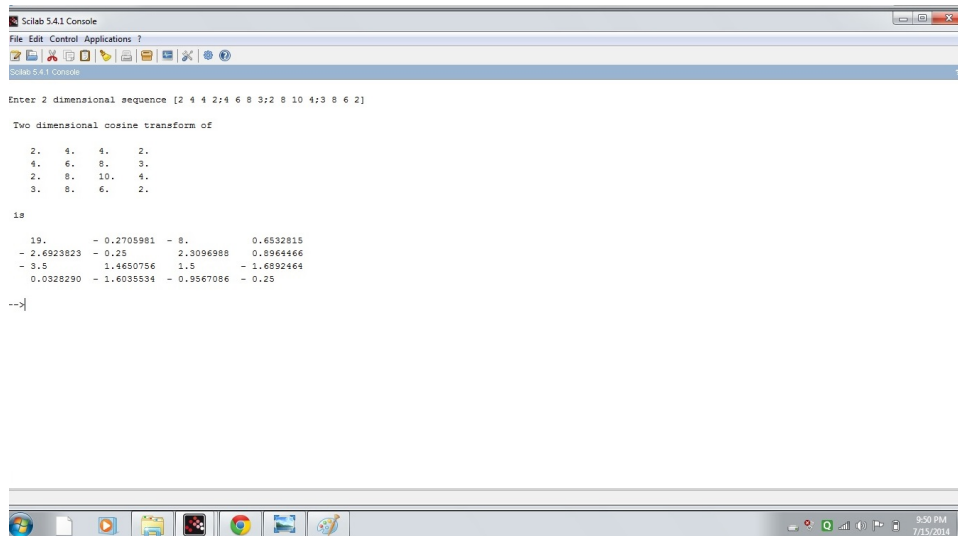 Scilab 5.4.1 Console
File Edit Control Applications ?
Scilab 5.4.1 Console
Enter 2 dimensional sequence [2 4 4 2;4 6 8 3;2 8 10 4;3 8 6 2]
Two dimensional cosine transform of
2. 4. 4. 2.
4. 6. 8. 3.
2. 8. 10. 4.
3. 8. 6. 2.
is
19. - 0.2705981 - 8. 0.6532815
- 2.6923823 - 0.25 2.3096988 0.8964466
- 3.5 1.4650756 1.5 - 1.6892464
0.0328290 - 1.6035534 - 0.9567086 - 0.25
-->
9:50 PM
7/15/2014